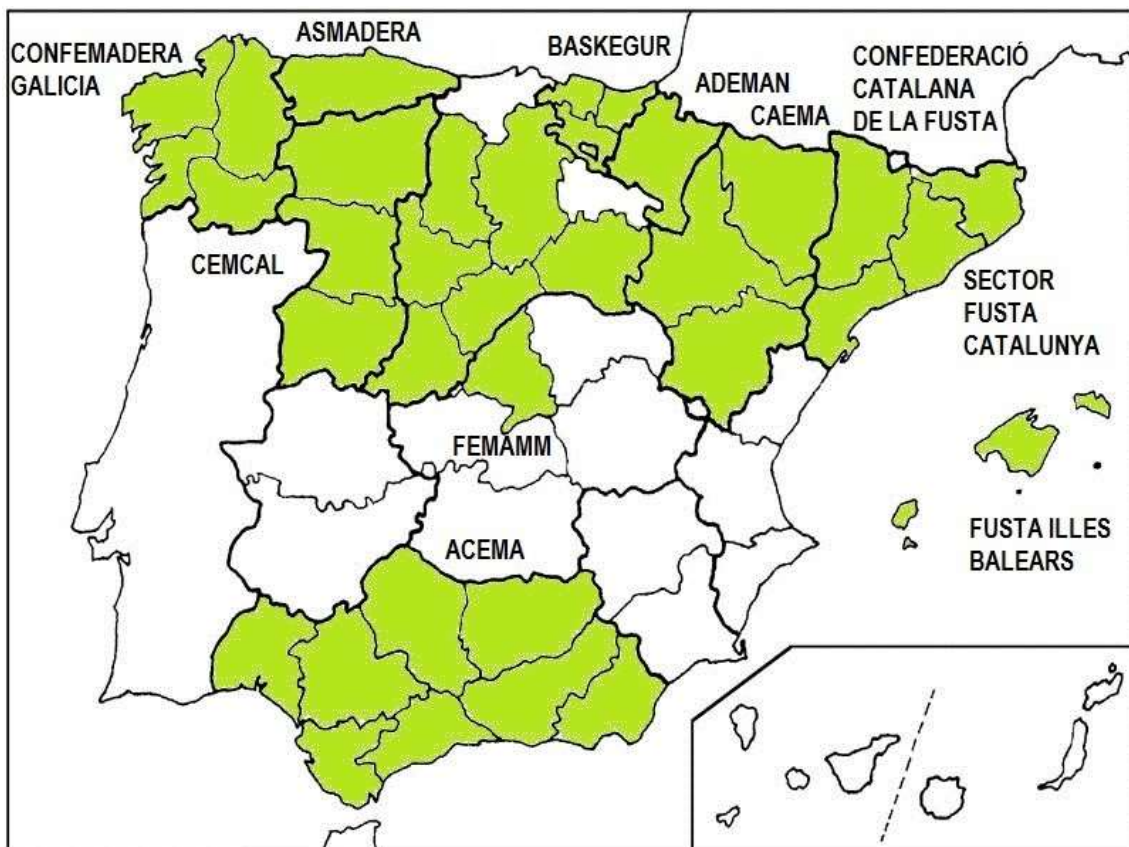 CONFEMADERA
GALICIA
ASMADERA
BASKEGUR
ADEMAN
CAEMA
CONFEDERACIÓ
CATALANA
DE LA FUSTA
CEMCAL
SECTOR
FUSTA
CATALUNYA
FEMAMM
FUSTA ILLES
BALEARS
ACEMA